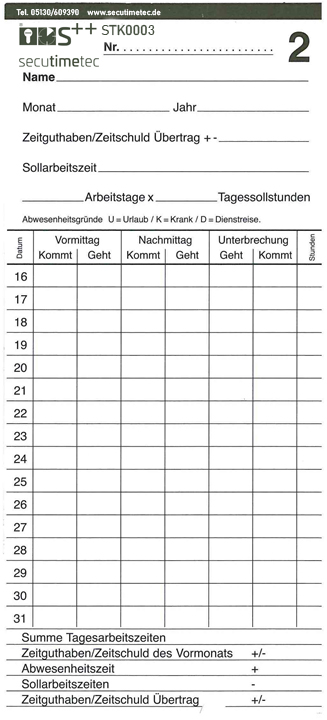 Tel. 05130/609390 www.secutimetec.de
iks++ STK0003
secutimetec
Nr.
2
Name
Monat Jahr
Zeitguthaben/Zeitschuld Übertrag + -
Sollarbeitszeit
Arbeitstage x Tagessollstunden
Abwesenheitsgründe U = Urlaub / K = Krank / D = Dienstreise.
Datum Vormittag Nachmittag Unterbrechung Stunden
Kommt Geht Kommt Geht Geht Kommt
16
17
18
19
20
21
22
23
24
25
26
27
28
29
30
31
Summe Tagesarbeitszeiten
Zeitguthaben/Zeitschuld des Vormonats +/-
Abwesenheitszeit +
Sollarbeitszeiten -
Zeitguthaben/Zeitschuld Übertrag +/-